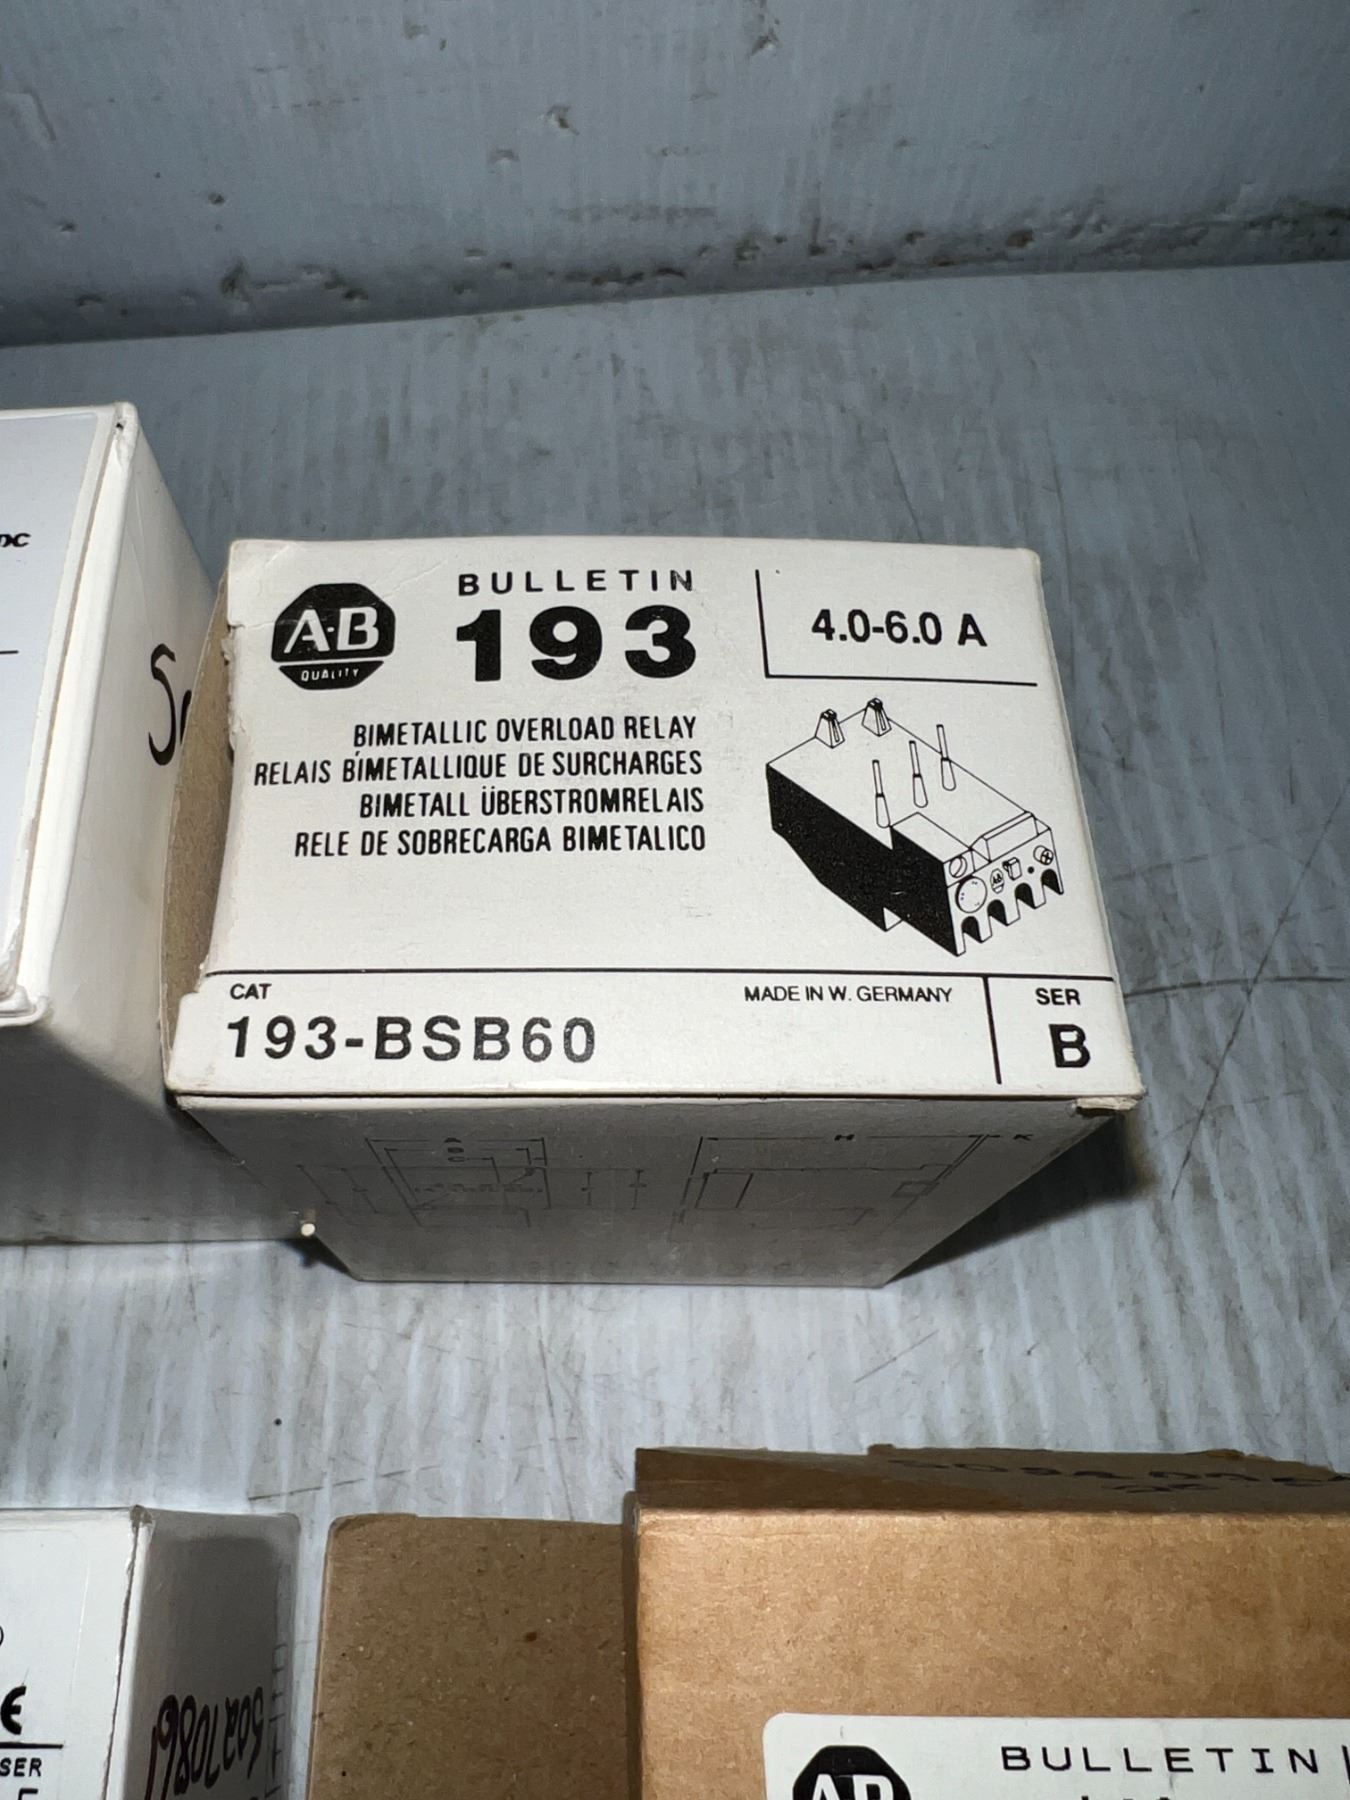 A·B
QUALITY
BULLETIN
193
4.0-6.0 A
BIMETALLIC OVERLOAD RELAY
RELAIS BIMETALLIQUE DE SURCHARGES
BIMETALL ÜBERSTROMRELAIS
RELE DE SOBRECARGA BIMETALICO
CAT
193-BSB60
MADE IN W. GERMANY
SER
B
A
B
C
H
K
SER
BULLETIN